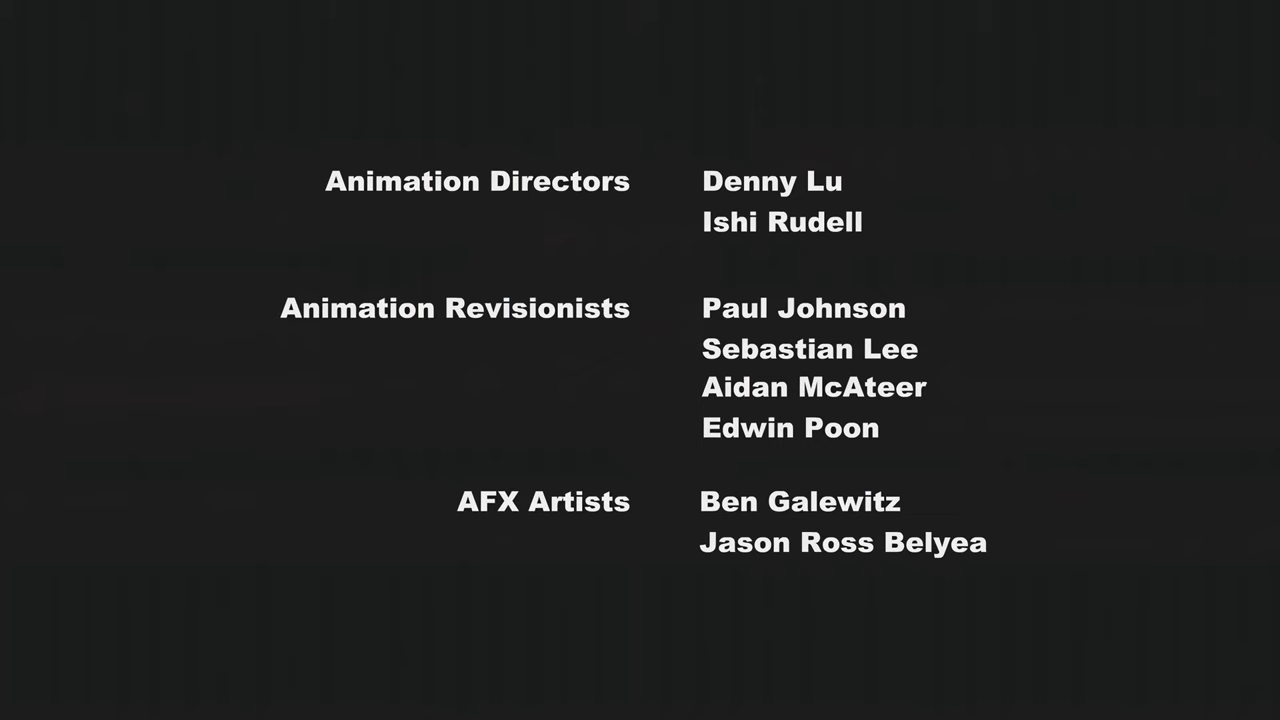 Animation Directors Denny Lu
Ishi Rudell
Animation Revisionists Paul Johnson
Sebastian Lee
Aidan McAteer
Edwin Poon
AFX Artists Ben Galewitz
Jason Ross Belyea